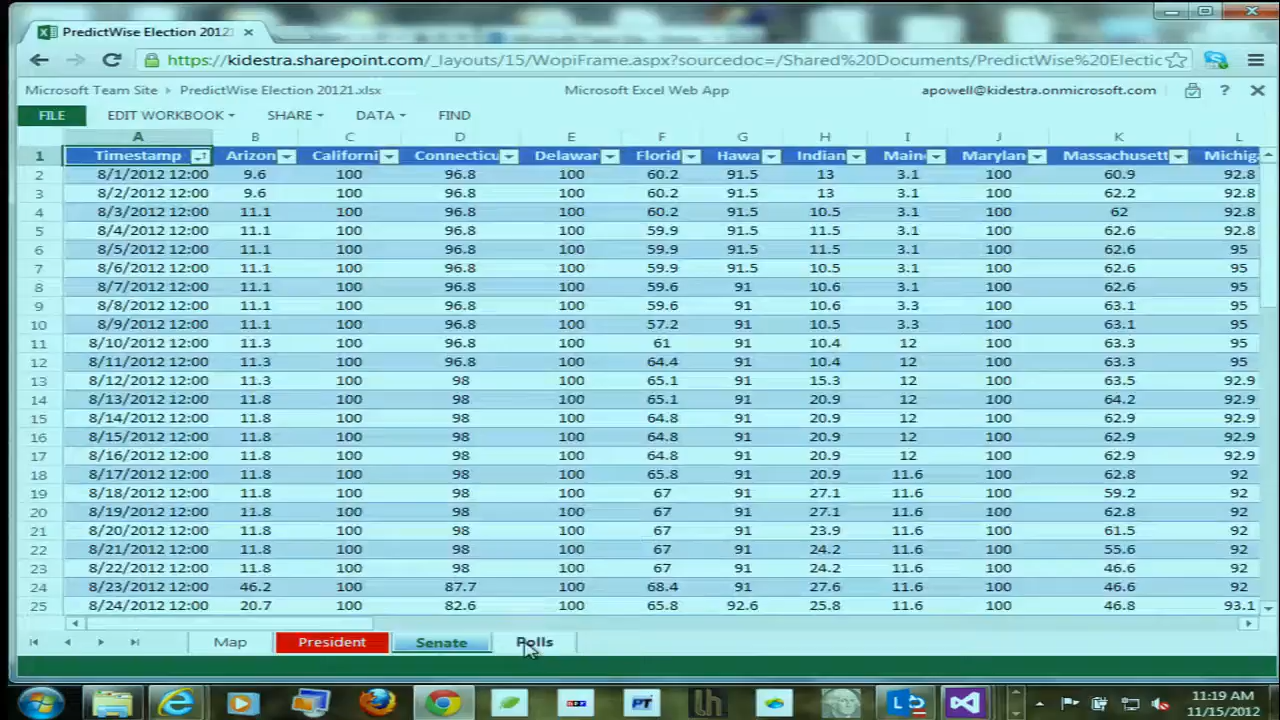 PredictWise Election 20121
https://kidestra.sharepoint.com/_layouts/15/WopiFrame.aspx?sourcedoc=/Shared%20Documents/PredictWise%20Electic
Microsoft Team Site ▸ PredictWise Election 20121.xlsx Microsoft Excel Web App apowell@kidestra.onmicrosoft.com ?
FILE EDIT WORKBOOK SHARE DATA FIND
A B C D E F G H I J K L
1 Timestamp Arizon Californi Connecticu Delawar Florid Hawa Indian Main Marylan Massachusett Michig
2 8/1/2012 12:00 9.6 100 96.8 100 60.2 91.5 13 3.1 100 60.9 92.8
3 8/2/2012 12:00 9.6 100 96.8 100 60.2 91.5 13 3.1 100 62.2 92.8
4 8/3/2012 12:00 11.1 100 96.8 100 60.2 91.5 10.5 3.1 100 62 92.8
5 8/4/2012 12:00 11.1 100 96.8 100 59.9 91.5 11.5 3.1 100 62.6 92.8
6 8/5/2012 12:00 11.1 100 96.8 100 59.9 91.5 11.5 3.1 100 62.6 95
7 8/6/2012 12:00 11.1 100 96.8 100 59.9 91.5 10.5 3.1 100 62.6 95
8 8/7/2012 12:00 11.1 100 96.8 100 59.6 91 10.6 3.1 100 62.6 95
9 8/8/2012 12:00 11.1 100 96.8 100 59.6 91 10.6 3.3 100 63.1 95
10 8/9/2012 12:00 11.1 100 96.8 100 57.2 91 10.5 3.3 100 63.1 95
11 8/10/2012 12:00 11.3 100 96.8 100 61 91 10.4 12 100 63.3 95
12 8/11/2012 12:00 11.3 100 96.8 100 64.4 91 10.4 12 100 63.3 95
13 8/12/2012 12:00 11.3 100 98 100 65.1 91 15.3 12 100 63.5 92.9
14 8/13/2012 12:00 11.8 100 98 100 65.1 91 20.9 12 100 64.2 92.9
15 8/14/2012 12:00 11.8 100 98 100 64.8 91 20.9 12 100 62.9 92.9
16 8/15/2012 12:00 11.8 100 98 100 64.8 91 20.9 12 100 62.9 92.9
17 8/16/2012 12:00 11.8 100 98 100 64.8 91 20.9 12 100 62.9 92.9
18 8/17/2012 12:00 11.8 100 98 100 65.8 91 20.9 11.6 100 62.8 92
19 8/18/2012 12:00 11.8 100 98 100 67 91 27.1 11.6 100 59.2 92
20 8/19/2012 12:00 11.8 100 98 100 67 91 27.1 11.6 100 62.8 92
21 8/20/2012 12:00 11.8 100 98 100 67 91 23.9 11.6 100 61.5 92
22 8/21/2012 12:00 11.8 100 98 100 67 91 24.2 11.6 100 55.6 92
23 8/22/2012 12:00 11.8 100 98 100 67 91 24.2 11.6 100 46.6 92
24 8/23/2012 12:00 46.2 100 87.7 100 68.4 91 27.6 11.6 100 46.6 92
25 8/24/2012 12:00 20.7 100 82.6 100 65.8 92.6 25.8 11.6 100 46.8 93.1
Map President Senate Polls
PT lh L
11:19 AM
11/15/2012